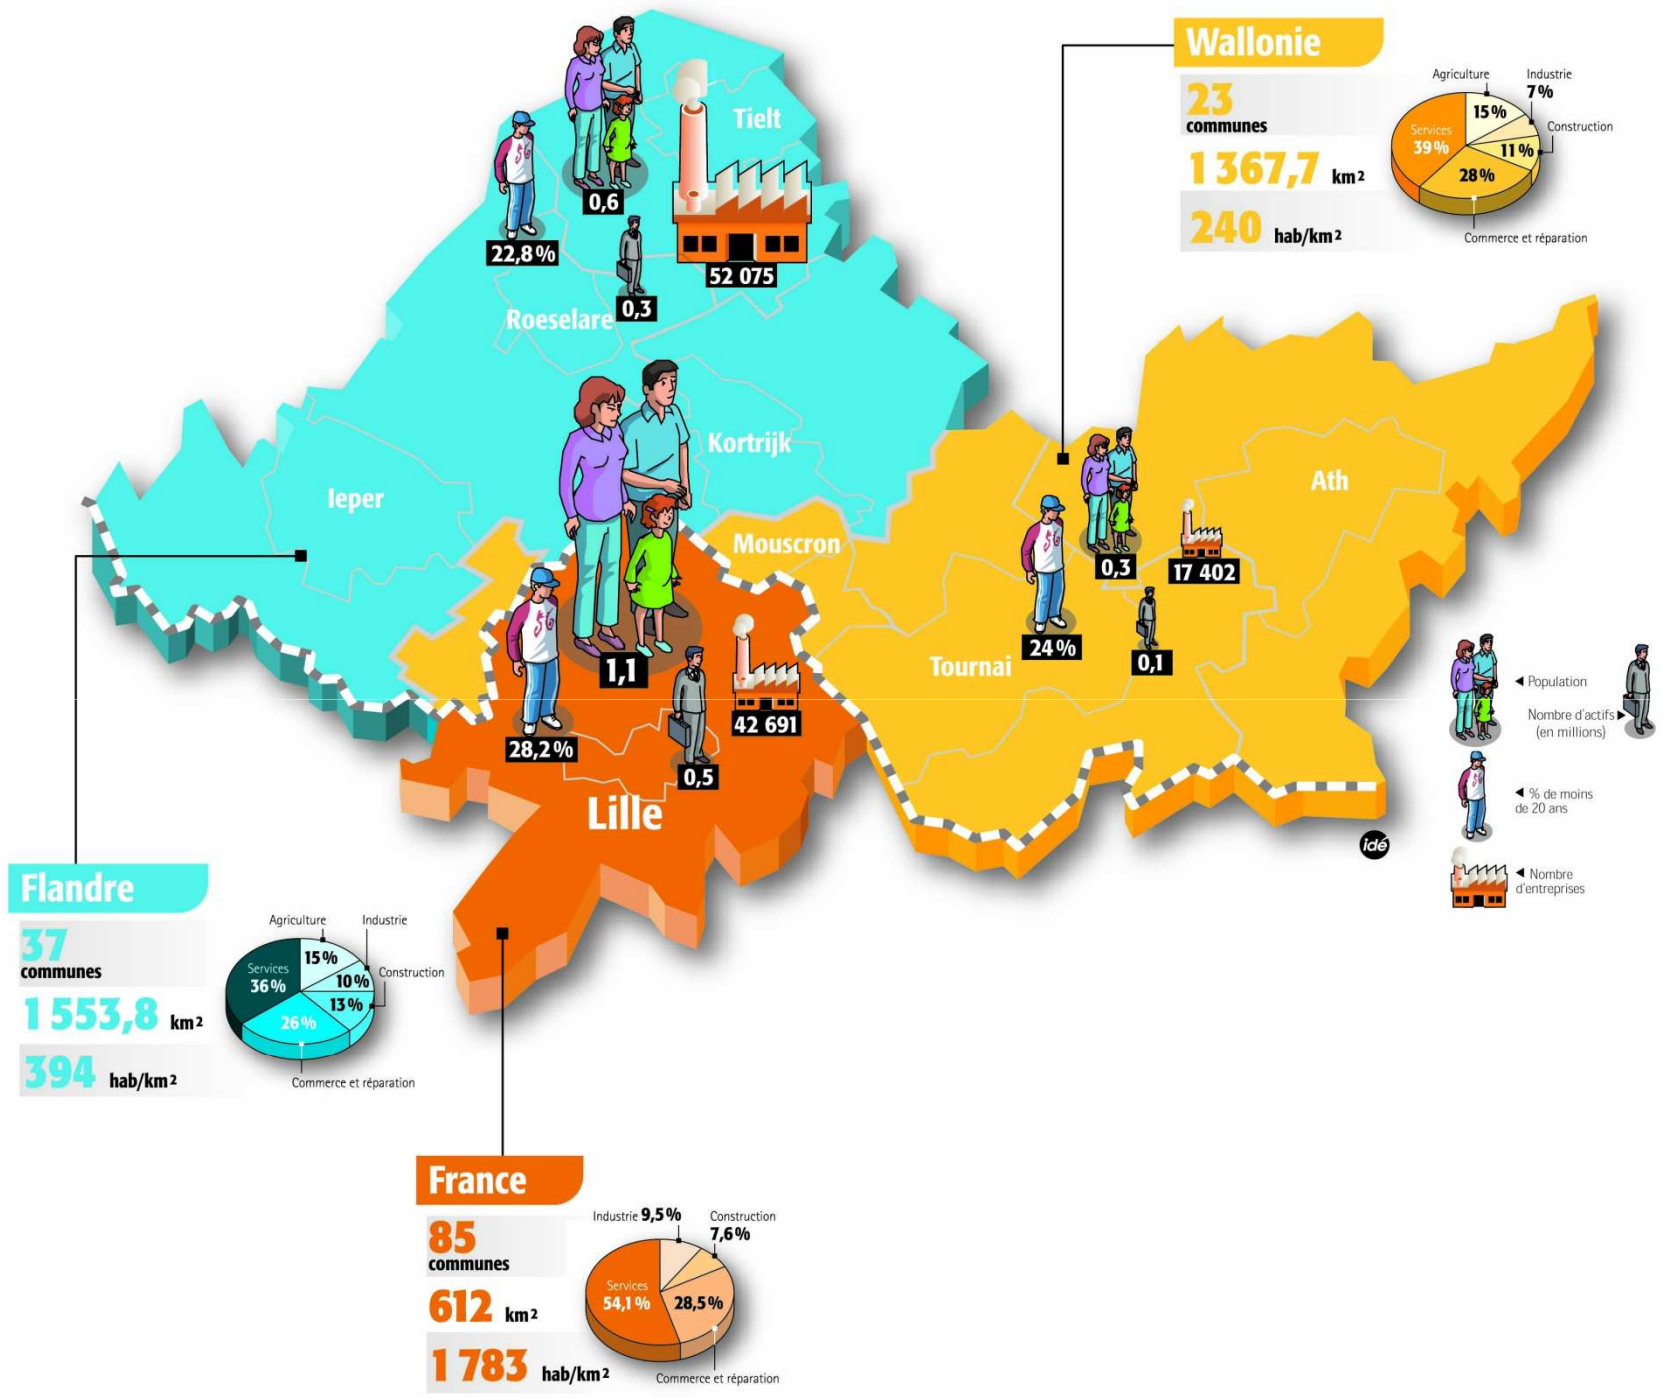 Wallonie
23
communes
1 367,7 km²
240 hab/km²
Agriculture
15 %
Industrie
7 %
Construction
11 %
Services
39 %
28 %
Commerce et réparation
Tielt
0,6
22,8 %
52 075
0,3
Roeselare
Kortrijk
Ieper
Mouscron
Ath
0,3
17 402
24 %
0,1
Tournai
1,1
42 691
28,2 %
0,5
Lille
Population
Nombre d'actifs
(en millions)
% de moins
de 20 ans
Nombre
d'entreprises
idé
Flandre
37
communes
1 553,8 km²
394 hab/km²
Agriculture
15 %
Industrie
10 %
Construction
13 %
Services
36 %
26 %
Commerce et réparation
France
85
communes
612 km²
1 783 hab/km²
Industrie 9,5 %
Construction
7,6 %
Services
54,1 %
28,5 %
Commerce et réparation